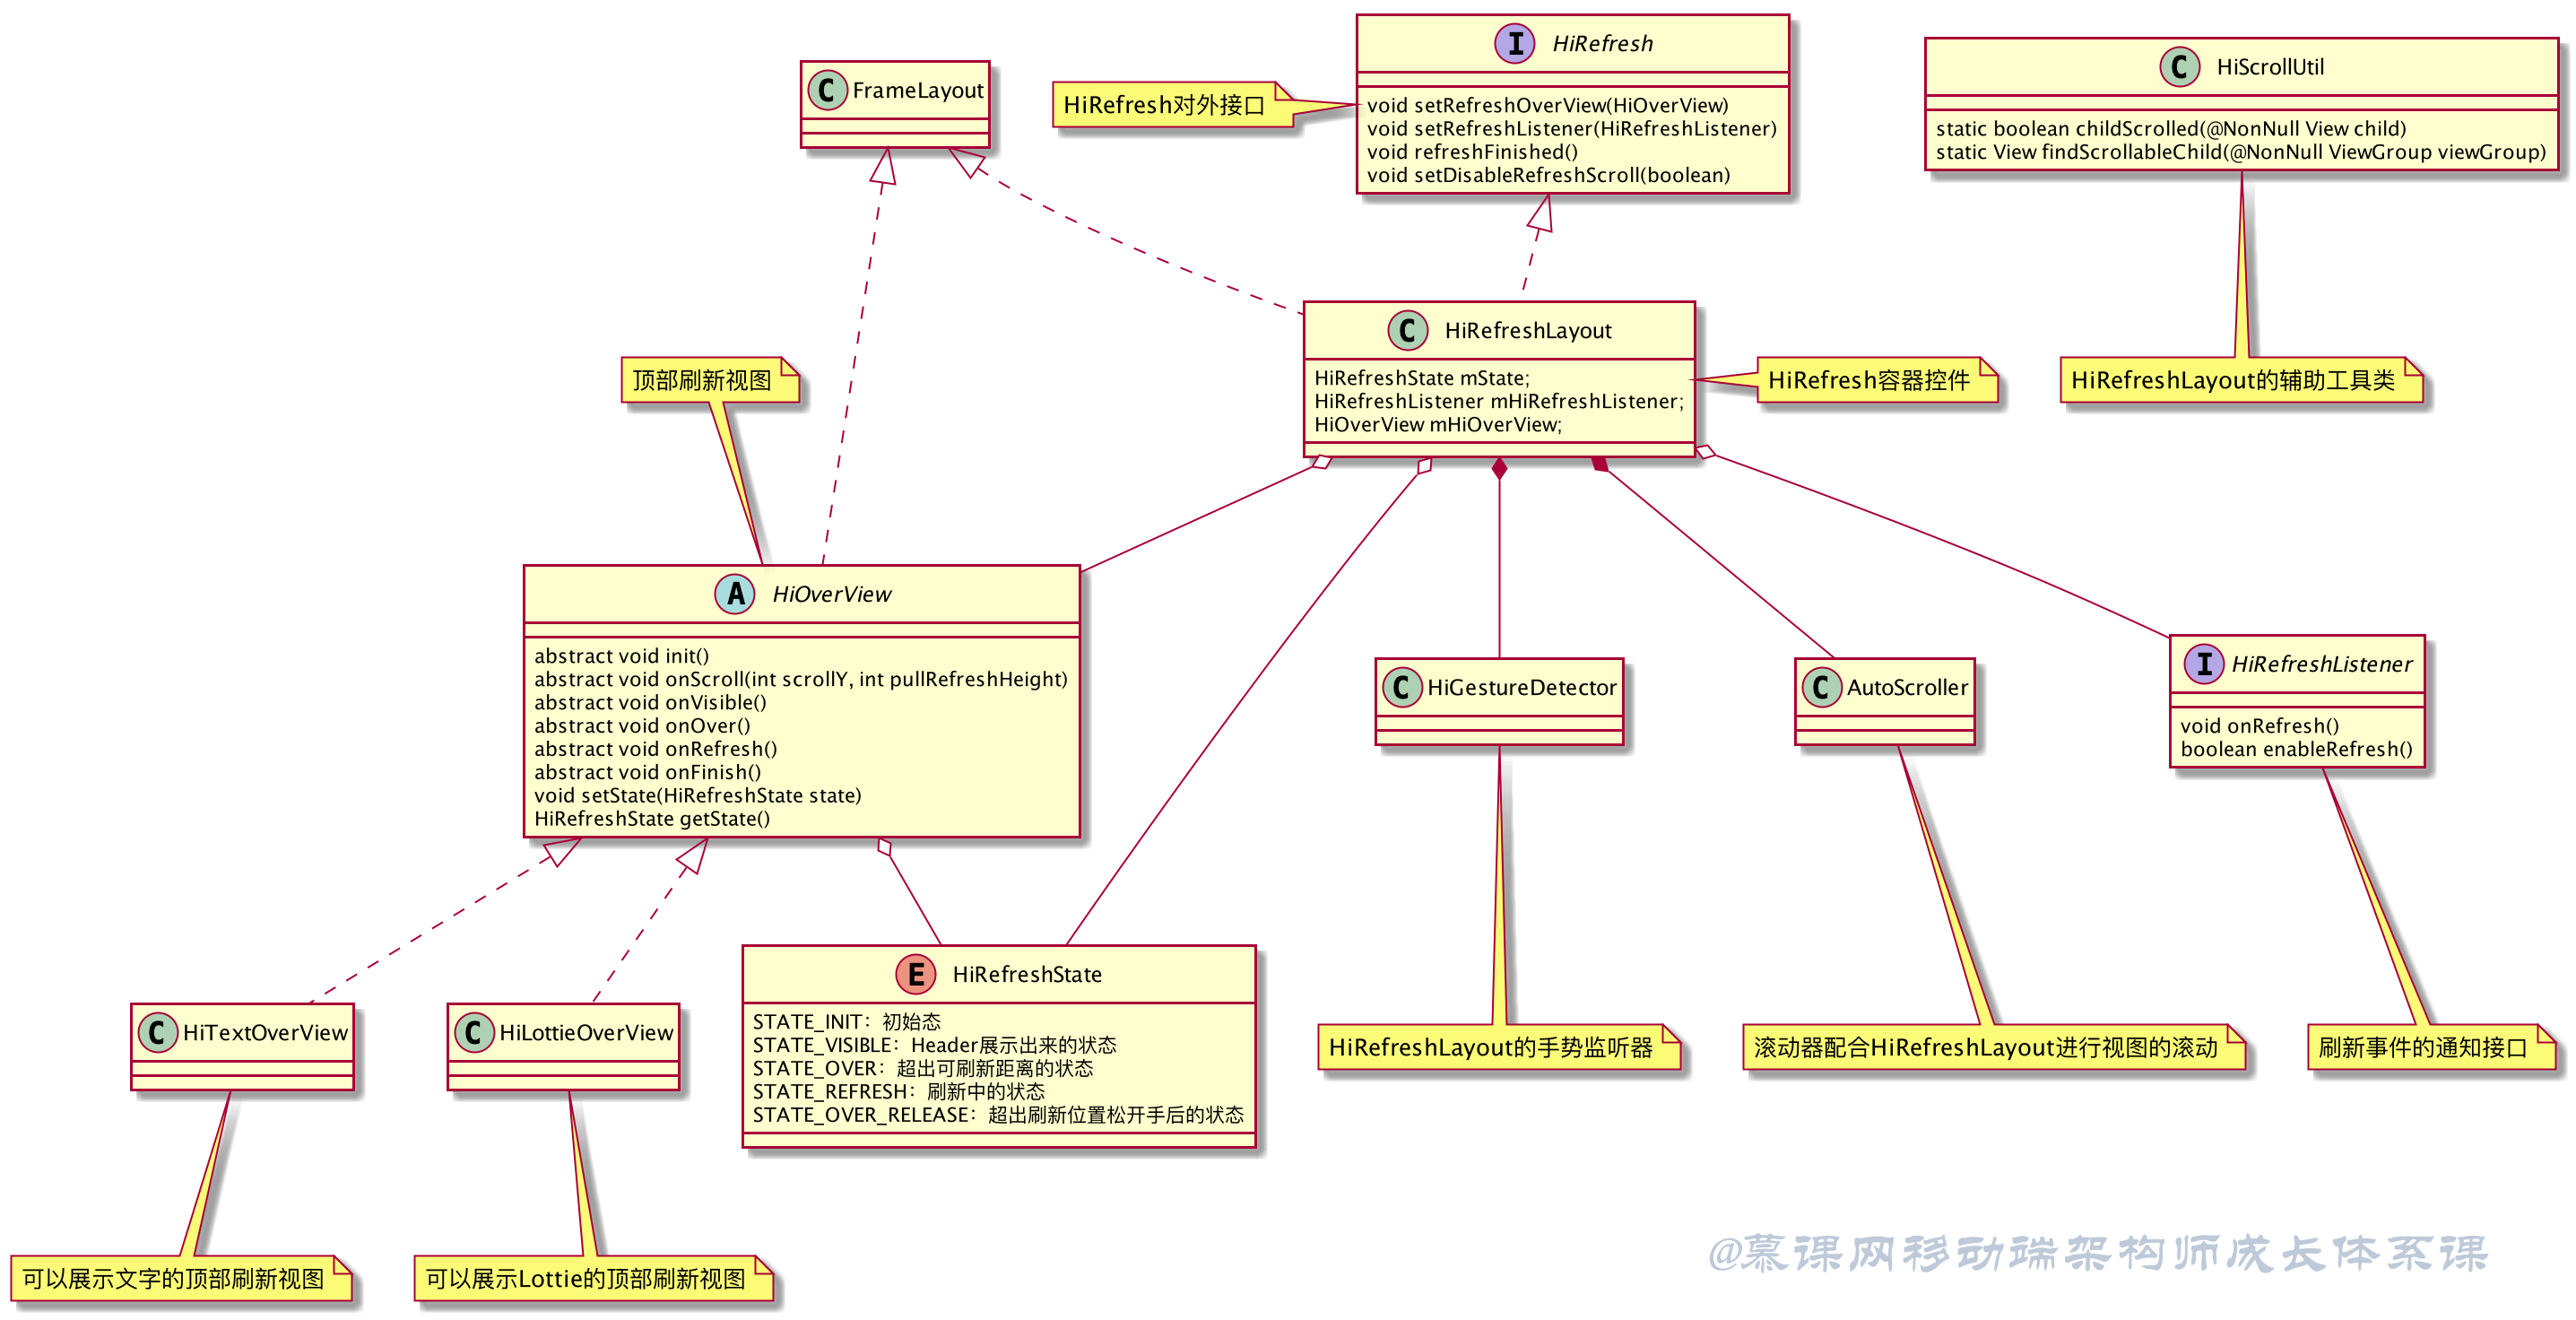 I HiRefresh
void setRefreshOverView(HiOverView)
void setRefreshListener(HiRefreshListener)
void refreshFinished()
void setDisableRefreshScroll(boolean)
C FrameLayout
HiRefresh对外接口
C HiScrollUtil
static boolean childScrolled(@NonNull View child)
static View findScrollableChild(@NonNull ViewGroup viewGroup)
C HiRefreshLayout
HiRefreshState mState;
HiRefreshListener mHiRefreshListener;
HiOverView mHiOverView;
顶部刷新视图
HiRefresh容器控件
HiRefreshLayout的辅助工具类
A HiOverView
abstract void init()
abstract void onScroll(int scrollY, int pullRefreshHeight)
abstract void onVisible()
abstract void onOver()
abstract void onRefresh()
abstract void onFinish()
void setState(HiRefreshState state)
HiRefreshState getState()
C HiGestureDetector
C AutoScroller
I HiRefreshListener
void onRefresh()
boolean enableRefresh()
C HiTextOverView
C HiLottieOverView
E HiRefreshState
STATE_INIT：初始态
STATE_VISIBLE：Header展示出来的状态
STATE_OVER：超出可刷新距离的状态
STATE_REFRESH：刷新中的状态
STATE_OVER_RELEASE：超出刷新位置松开手后的状态
HiRefreshLayout的手势监听器
滚动器配合HiRefreshLayout进行视图的滚动
刷新事件的通知接口
可以展示文字的顶部刷新视图
可以展示Lottie的顶部刷新视图
@慕课网移动端架构师成长体系课